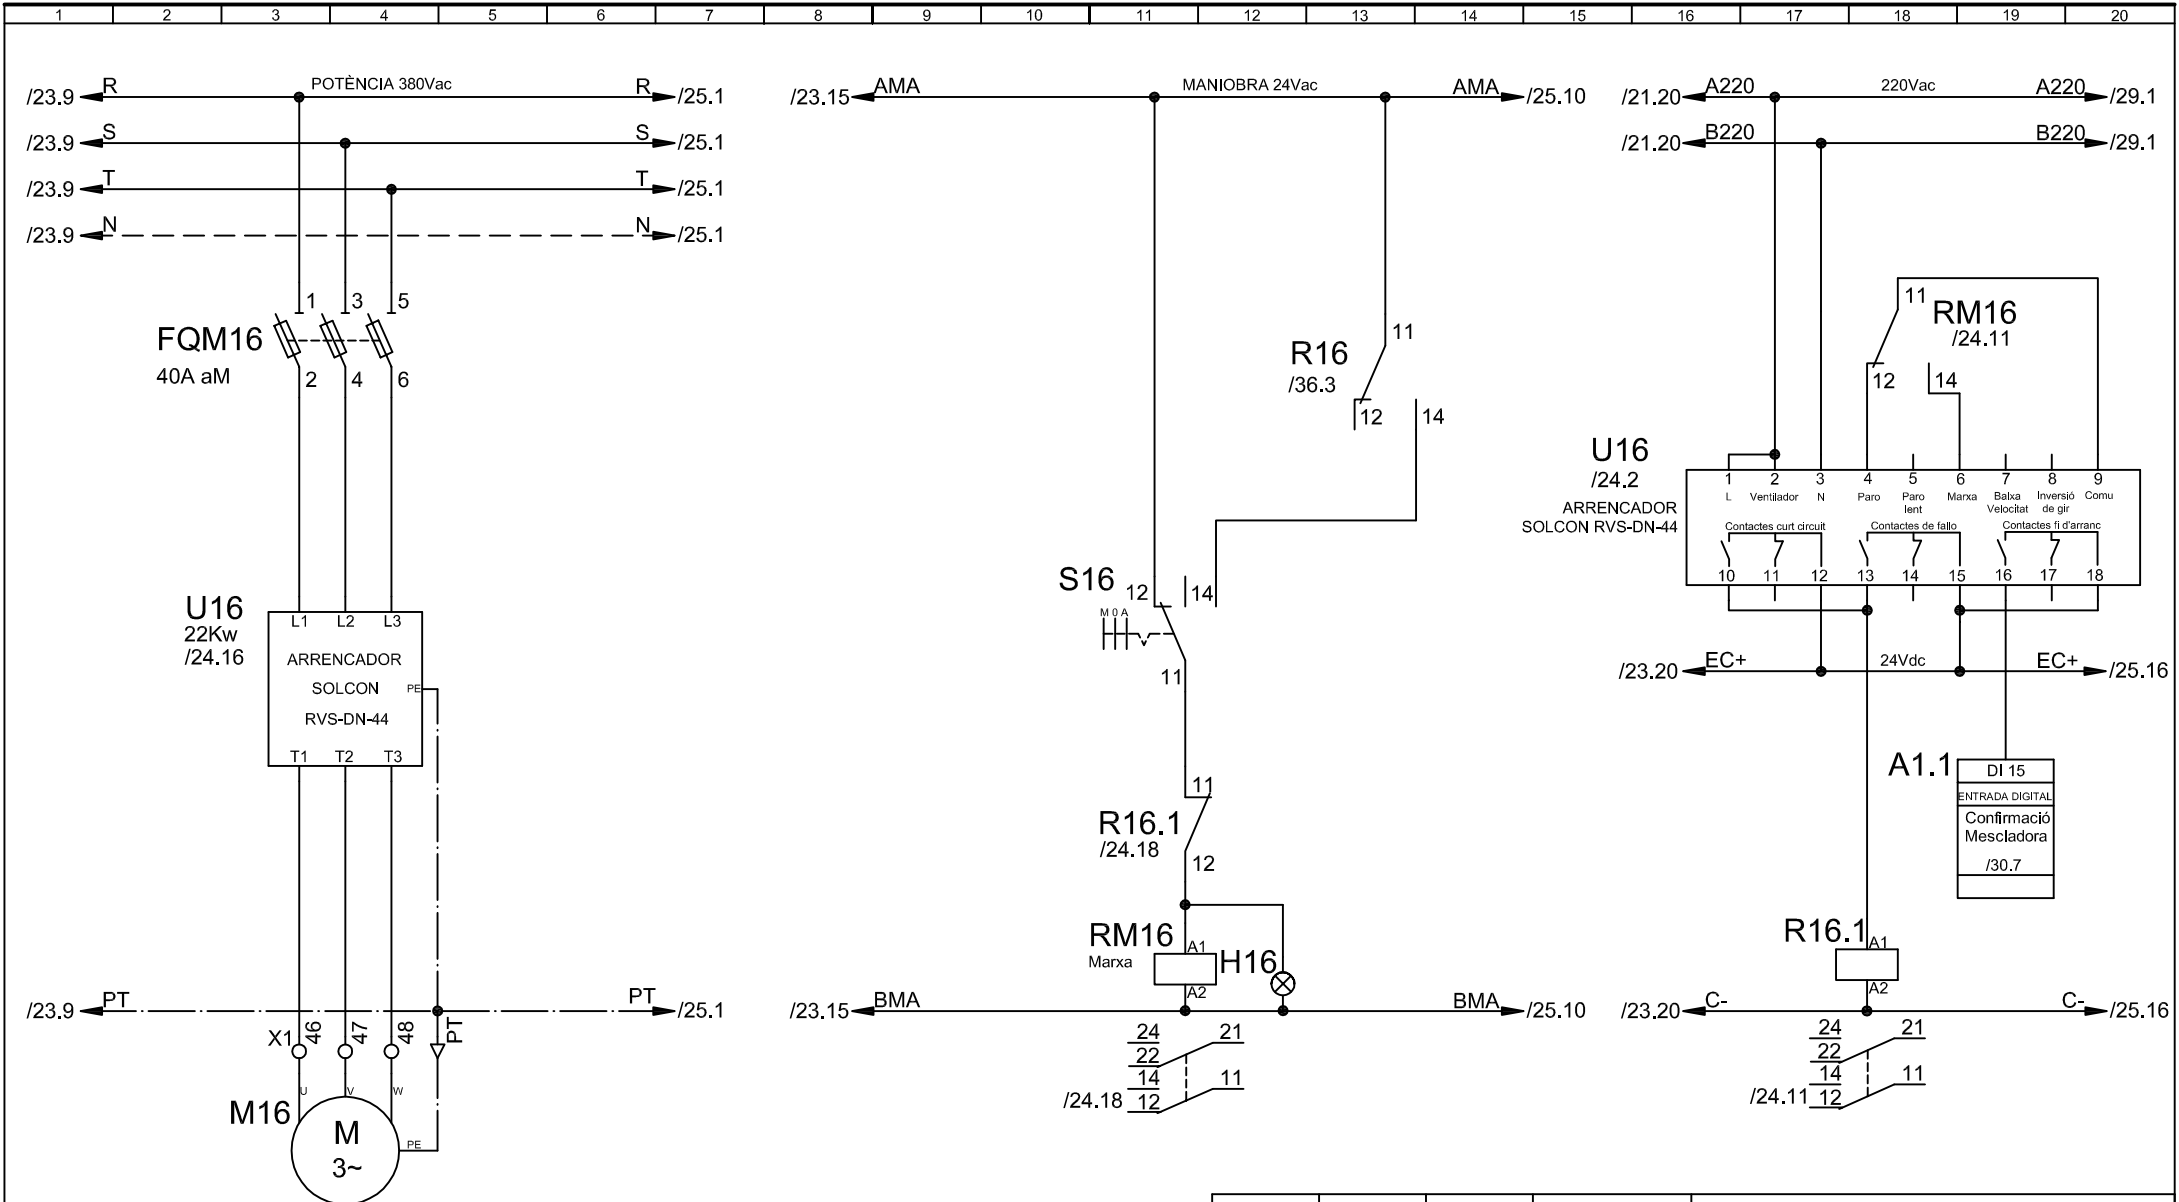 1 2 3 4 5 6 7 8 9 10 11 12 13 14 15 16 17 18 19 20
/23.9 R POTÈNCIA 380Vac R /25.1
/23.9 S S /25.1
/23.9 T T /25.1
/23.9 N N /25.1
1 3 5
FQM16
40A aM
2 4 6
U16
22Kw
/24.16
L1 L2 L3
ARRENCADOR
SOLCON
PE
RVS-DN-44
T1 T2 T3
/23.9 PT PT /25.1
X1 46 47 48 PT
U V W
M16
M
3~
PE
/23.15 AMA MANIOBRA 24Vac AMA /25.10
11
R16
/36.3
12 14
S16
12 14
M 0 A
11
11
R16.1
/24.18
12
RM16
Marxa
A1
H16
A2
/23.15 BMA BMA /25.10
24 21
22
14 11
/24.18 12
/21.20 A220 220Vac A220 /29.1
/21.20 B220 B220 /29.1
11
RM16
/24.11
12 14
U16
/24.2
ARRENCADOR
SOLCON RVS-DN-44
1 2 3 4 5 6 7 8 9
L Ventilador N Paro Paro lent Marxa Balxa Velocitat Inversió de gir Comu
Contactes curt circuit Contactes de fallo Contactes fi d'arranc
10 11 12 13 14 15 16 17 18
/23.20 EC+ 24Vdc EC+ /25.16
A1.1
DI 15
ENTRADA DIGITAL
Confirmació
Mescladora
/30.7
R16.1
A1
A2
/23.20 C- C- /25.16
24 21
22
14 11
/24.11 12